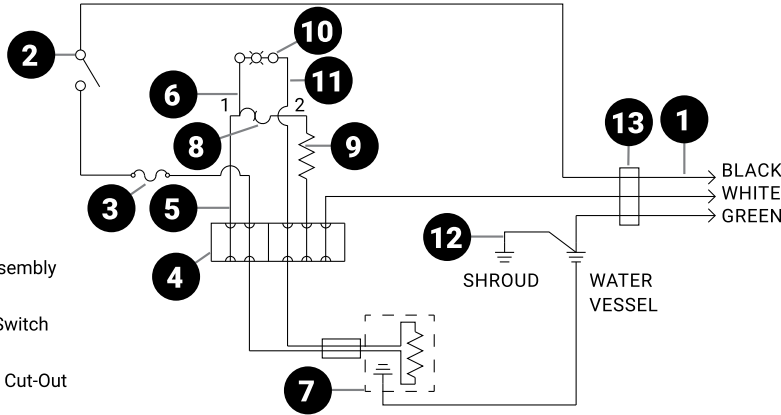 10
2
11
6
1
2
13
1
8
9
BLACK
WHITE
3
5
GREEN
12
sembly
4
SHROUD
WATER
VESSEL
Switch
Cut-Out
7